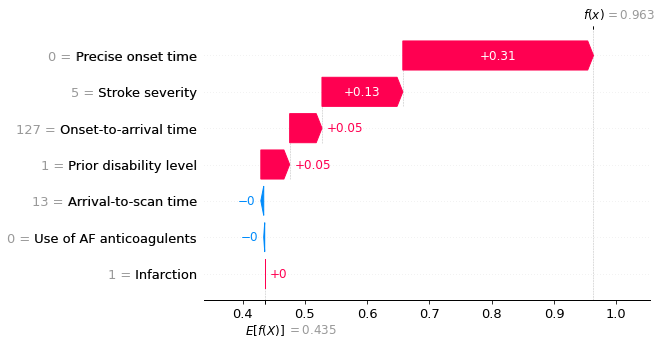 f(x) = 0.963
0 = Precise onset time
+0.31
5 = Stroke severity
+0.13
127 = Onset-to-arrival time
+0.05
1 = Prior disability level
+0.05
13 = Arrival-to-scan time
−0
0 = Use of AF anticoagulents
−0
1 = Infarction
+0
0.4 0.5 0.6 0.7 0.8 0.9 1.0
E[f(X)] = 0.435